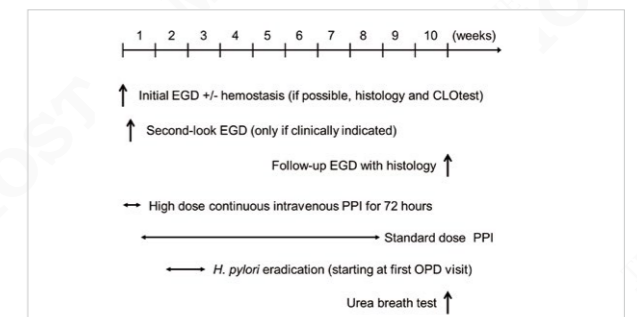 1 2 3 4 5 6 7 8 9 10 (weeks)
Initial EGD +/- hemostasis (if possible, histology and CLOtest)
Second-look EGD (only if clinically indicated)
Follow-up EGD with histology
High dose continuous intravenous PPI for 72 hours
Standard dose PPI
H. pylori eradication (starting at first OPD visit)
Urea breath test